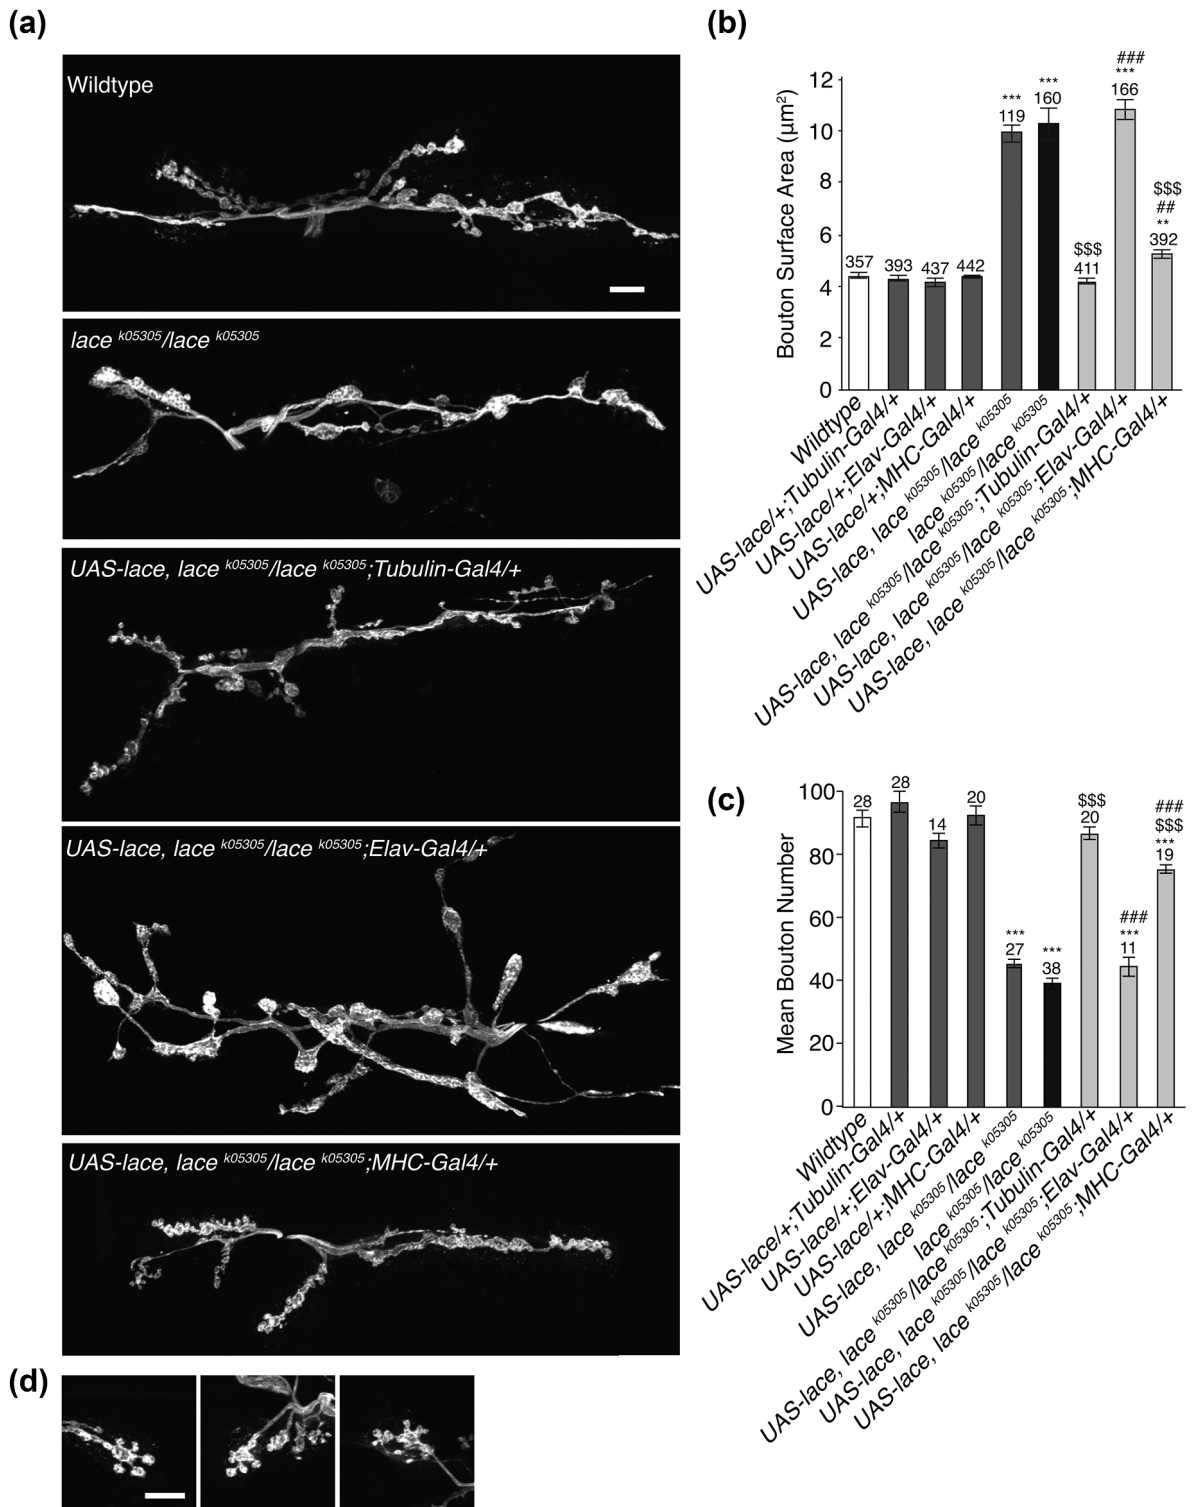 (a)
Wildtype
lace k05305/lace k05305
UAS-lace, lace k05305/lace k05305;Tubulin-Gal4/+
UAS-lace, lace k05305/lace k05305;Elav-Gal4/+
UAS-lace, lace k05305/lace k05305;MHC-Gal4/+
(b)
Bouton Surface Area (µm²)
12
10
8
6
4
2
0
357
393
437
442
***
119
***
160
$$$
411
###
***
166
$$$
##
**
392
Wildtype
UAS-lace/+;Tubulin-Gal4/+
UAS-lace/+;Elav-Gal4/+
UAS-lace/+;MHC-Gal4/+
UAS-lace, lace k05305/lace k05305
lace k05305/lace k05305
UAS-lace, lace k05305/lace k05305;Tubulin-Gal4/+
UAS-lace, lace k05305/lace k05305;Elav-Gal4/+
UAS-lace, lace k05305/lace k05305;MHC-Gal4/+
(c)
Mean Bouton Number
100
80
60
40
20
0
28
28
14
20
***
27
***
38
$$$
20
###
***
11
###
$$$
***
19
Wildtype
UAS-lace/+;Tubulin-Gal4/+
UAS-lace/+;Elav-Gal4/+
UAS-lace/+;MHC-Gal4/+
UAS-lace, lace k05305/lace k05305
lace k05305/lace k05305
UAS-lace, lace k05305/lace k05305;Tubulin-Gal4/+
UAS-lace, lace k05305/lace k05305;Elav-Gal4/+
UAS-lace, lace k05305/lace k05305;MHC-Gal4/+
(d)